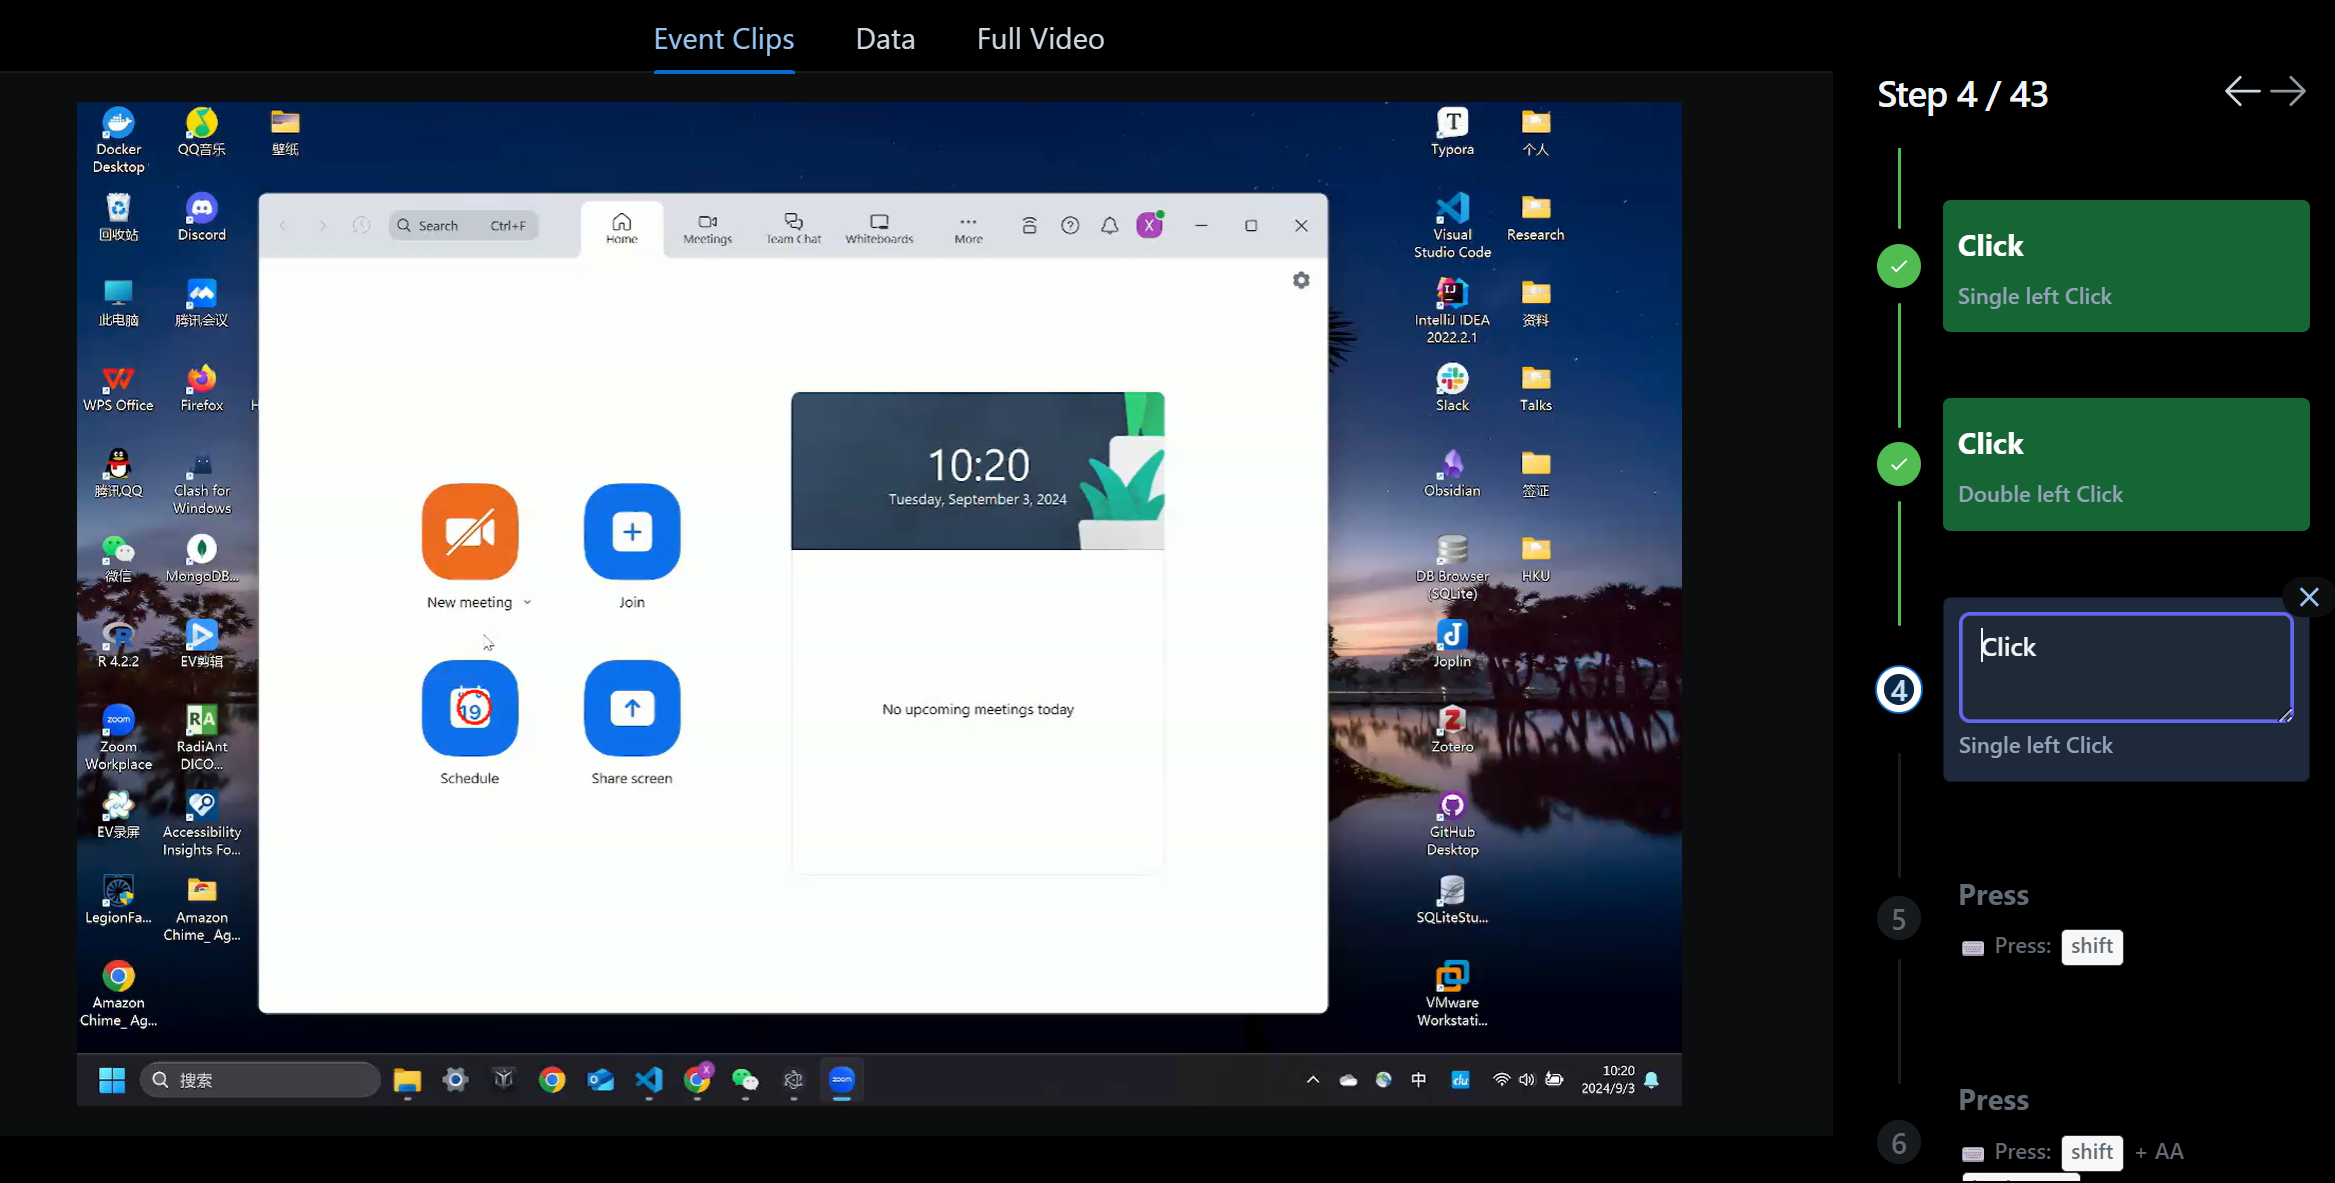 Event Clips
Data
Full Video
Docker Desktop
QQ音乐
壁纸
回收站
Discord
此电脑
腾讯会议
WPS Office
Firefox
H
腾讯QQ
Clash for Windows
微信
MongoDB...
R 4.2.2
EV剪辑
Zoom Workplace
RadiAnt DICO...
EV录屏
Accessibility Insights Fo...
LegionFa...
Amazon Chime_ Ag...
Amazon Chime_ Ag...
Search
Ctrl+F
Home
Meetings
Team Chat
Whiteboards
More
X
New meeting
Join
19
Schedule
Share screen
10:20
Tuesday, September 3, 2024
No upcoming meetings today
Typora
个人
Visual Studio Code
Research
IntelliJ IDEA 2022.2.1
资料
Slack
Talks
Obsidian
签证
DB Browser (SQLite)
HKU
Joplin
Zotero
GitHub Desktop
SQLiteStu...
VMware Workstati...
搜索
zoom
中
du
10:20
2024/9/3
Step 4 / 43
Click
Single left Click
Click
Double left Click
4
Click
Single left Click
5
Press
Press: shift
6
Press
Press: shift + AA